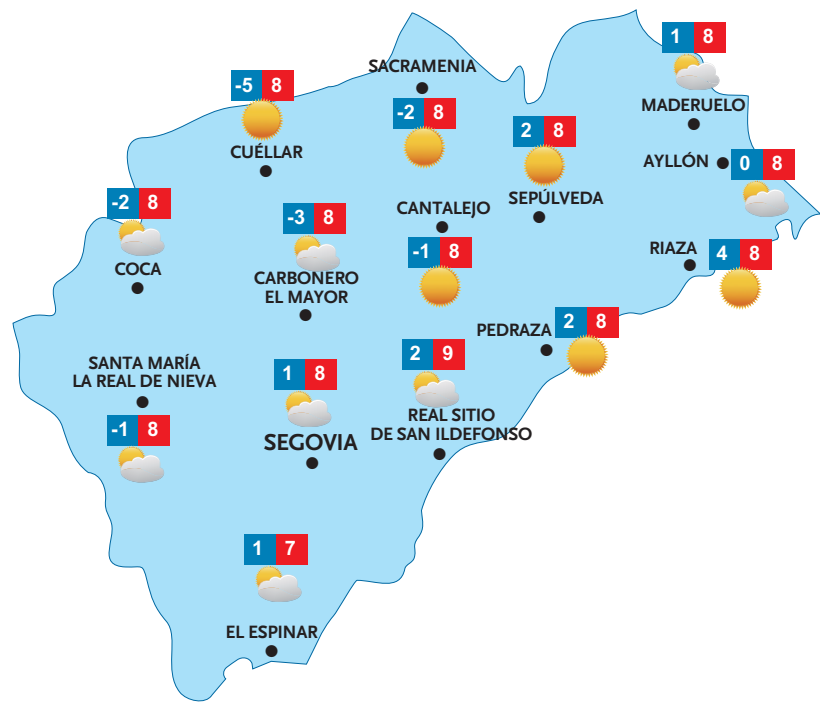 1 8
MADERUELO
SACRAMENIA
-2 8
-5 8
CUÉLLAR
2 8
SEPÚLVEDA
AYLLÓN
0 8
-2 8
COCA
-3 8
CARBONERO
EL MAYOR
CANTALEJO
-1 8
RIAZA
4 8
PEDRAZA
2 8
SANTA MARÍA
LA REAL DE NIEVA
-1 8
1 8
SEGOVIA
2 9
REAL SITIO
DE SAN ILDEFONSO
1 7
EL ESPINAR